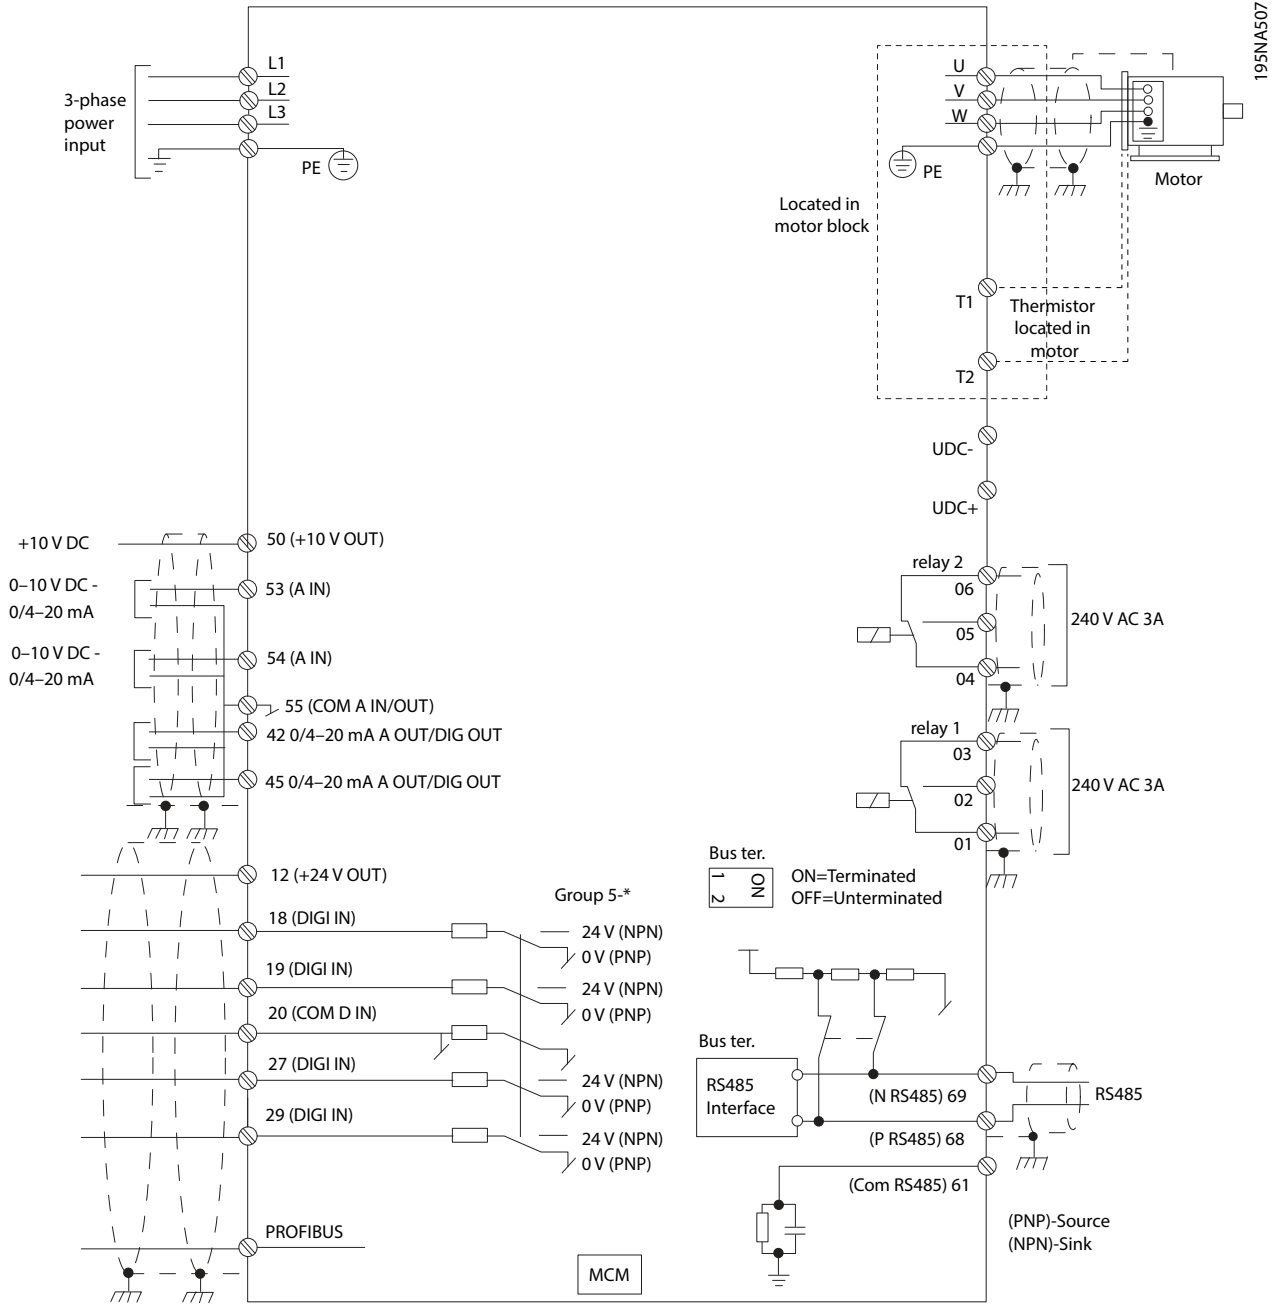 195NA507
3-phase
power
input
L1
L2
L3
PE
U
V
W
PE
Motor
Located in
motor block
T1
Thermistor
located in
motor
T2
UDC-
UDC+
+10 V DC
50 (+10 V OUT)
0–10 V DC -
0/4–20 mA
53 (A IN)
0–10 V DC -
0/4–20 mA
54 (A IN)
55 (COM A IN/OUT)
42 0/4–20 mA A OUT/DIG OUT
45 0/4–20 mA A OUT/DIG OUT
relay 2
06
05
04
240 V AC 3A
relay 1
03
02
01
240 V AC 3A
12 (+24 V OUT)
18 (DIGI IN)
19 (DIGI IN)
20 (COM D IN)
27 (DIGI IN)
29 (DIGI IN)
PROFIBUS
Group 5-*
24 V (NPN)
0 V (PNP)
24 V (NPN)
0 V (PNP)
24 V (NPN)
0 V (PNP)
24 V (NPN)
0 V (PNP)
Bus ter.
1 2 ON
ON=Terminated
OFF=Unterminated
Bus ter.
RS485
Interface
(N RS485) 69
(P RS485) 68
(Com RS485) 61
RS485
(PNP)-Source
(NPN)-Sink
MCM